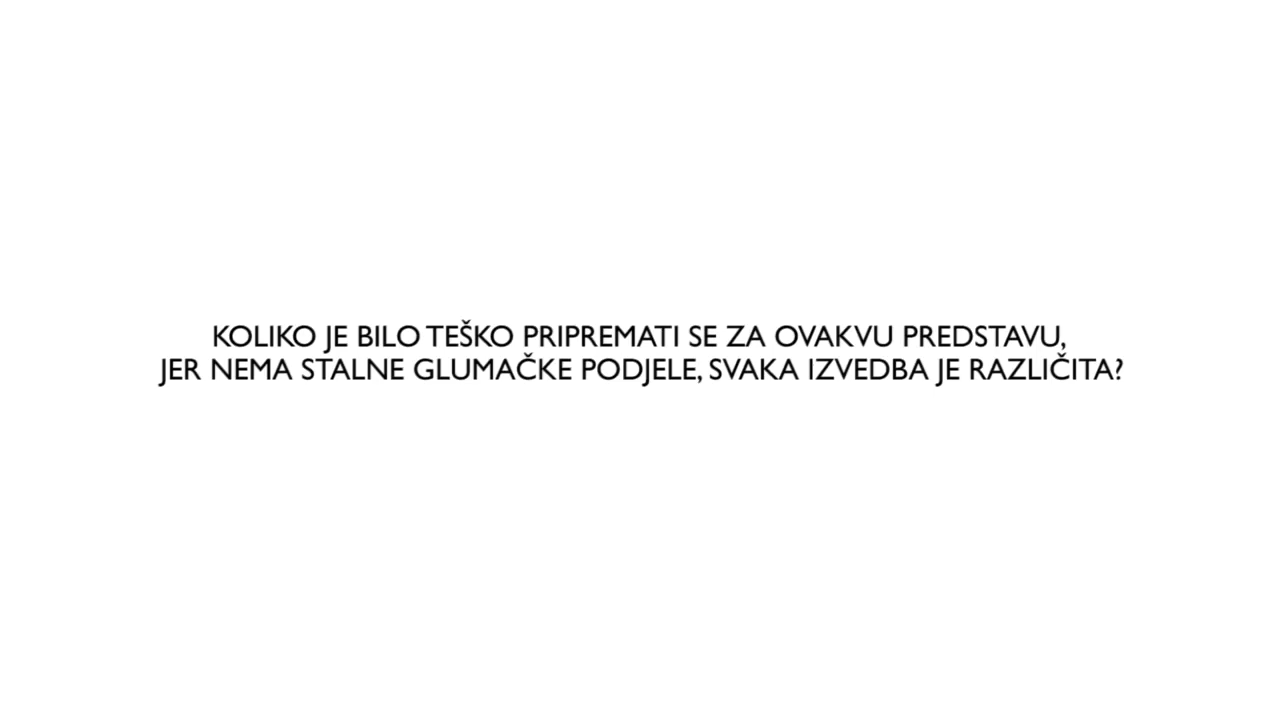 KOLIKO JE BILO TEŠKO PRIPREMATI SE ZA OVAKVU PREDSTAVU,
JER NEMA STALNE GLUMAČKE PODJELE, SVAKA IZVEDBA JE RAZLIČITA?